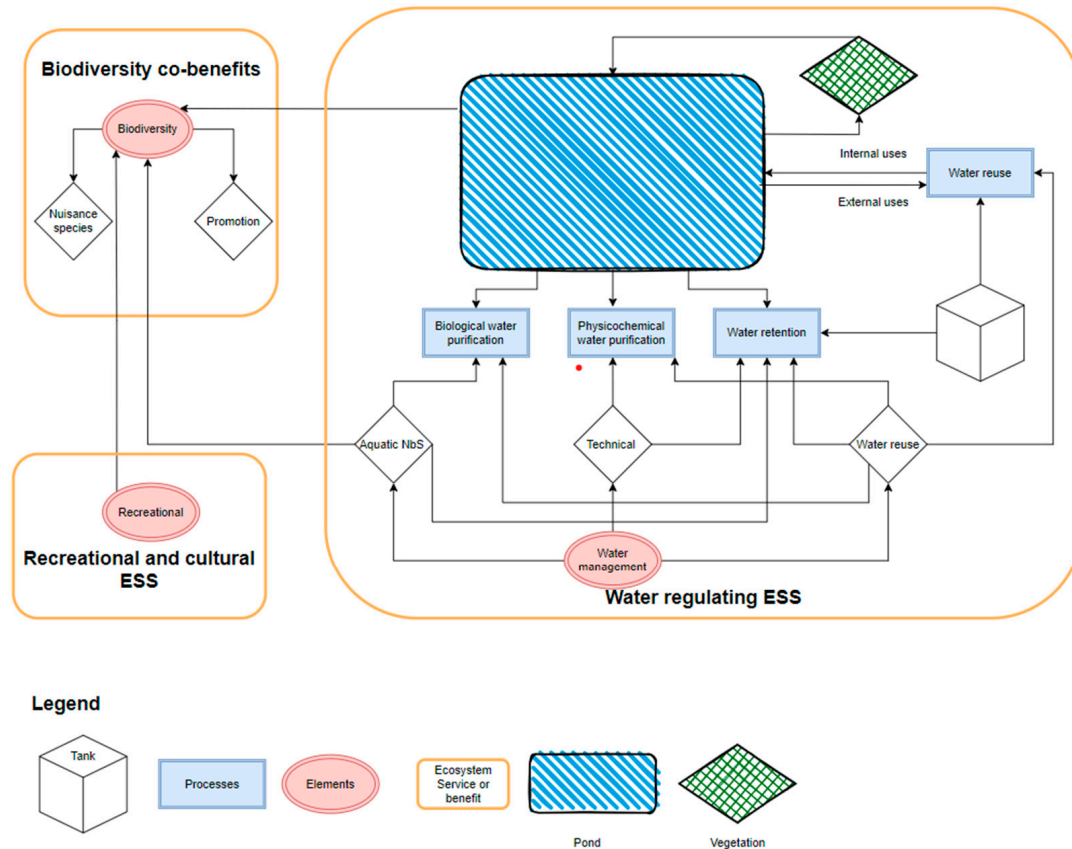 Biodiversity co-benefits
Biodiversity
Nuisance
species
Promotion
Internal uses
External uses
Water reuse
Biological water
purification
Physicochemical
water purification
Water retention
Aquatic NbS
Technical
Water reuse
Recreational
Recreational and cultural
ESS
Water
management
Water regulating ESS
Legend
Tank
Processes
Elements
Ecosystem
Service or
benefit
Pond
Vegetation